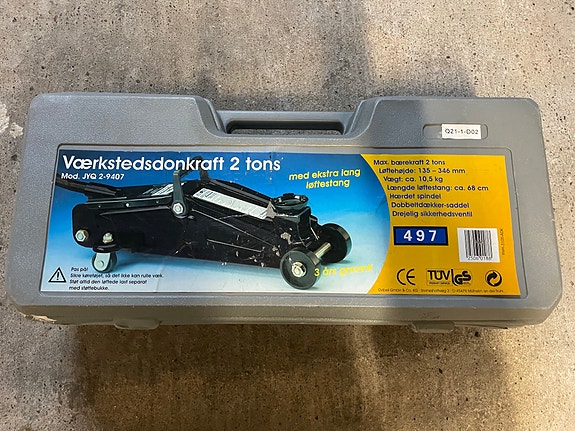 Q21-1-D02
Værkstedsdonkraft 2 tons
Mod. JYQ 2-9407
med ekstra lang
løftestang
Max. bærekraft 2 tons
Løftehøjde: 135 - 346 mm
Vægt: ca. 10,5 kg
Længde løftestang: ca. 68 cm
Hærdet spindel
Dobbeltdækker-saddel
Drejelig sikkerhedsventil
497
3 års garanti
Pas på!
Sikre køretøjet, så det ikke kan rulle væk.
Støt altid den løftede last separat
med støttebukke.
CE
TÜV
GS